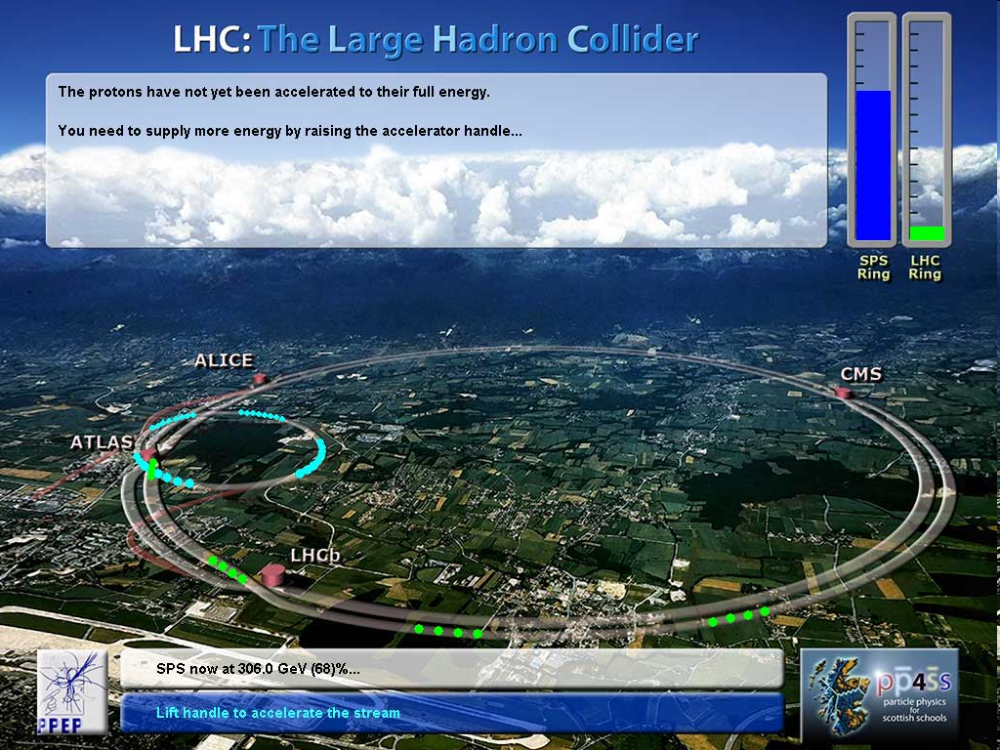 LHC: The Large Hadron Collider
The protons have not yet been accelerated to their full energy.
You need to supply more energy by raising the accelerator handle...
SPS
Ring
LHC
Ring
ALICE
CMS
ATLAS
LHCb
SPS now at 306.0 GeV (68)%...
Lift handle to accelerate the stream
PPEP
pp4ss
particle physics
for
scottish schools